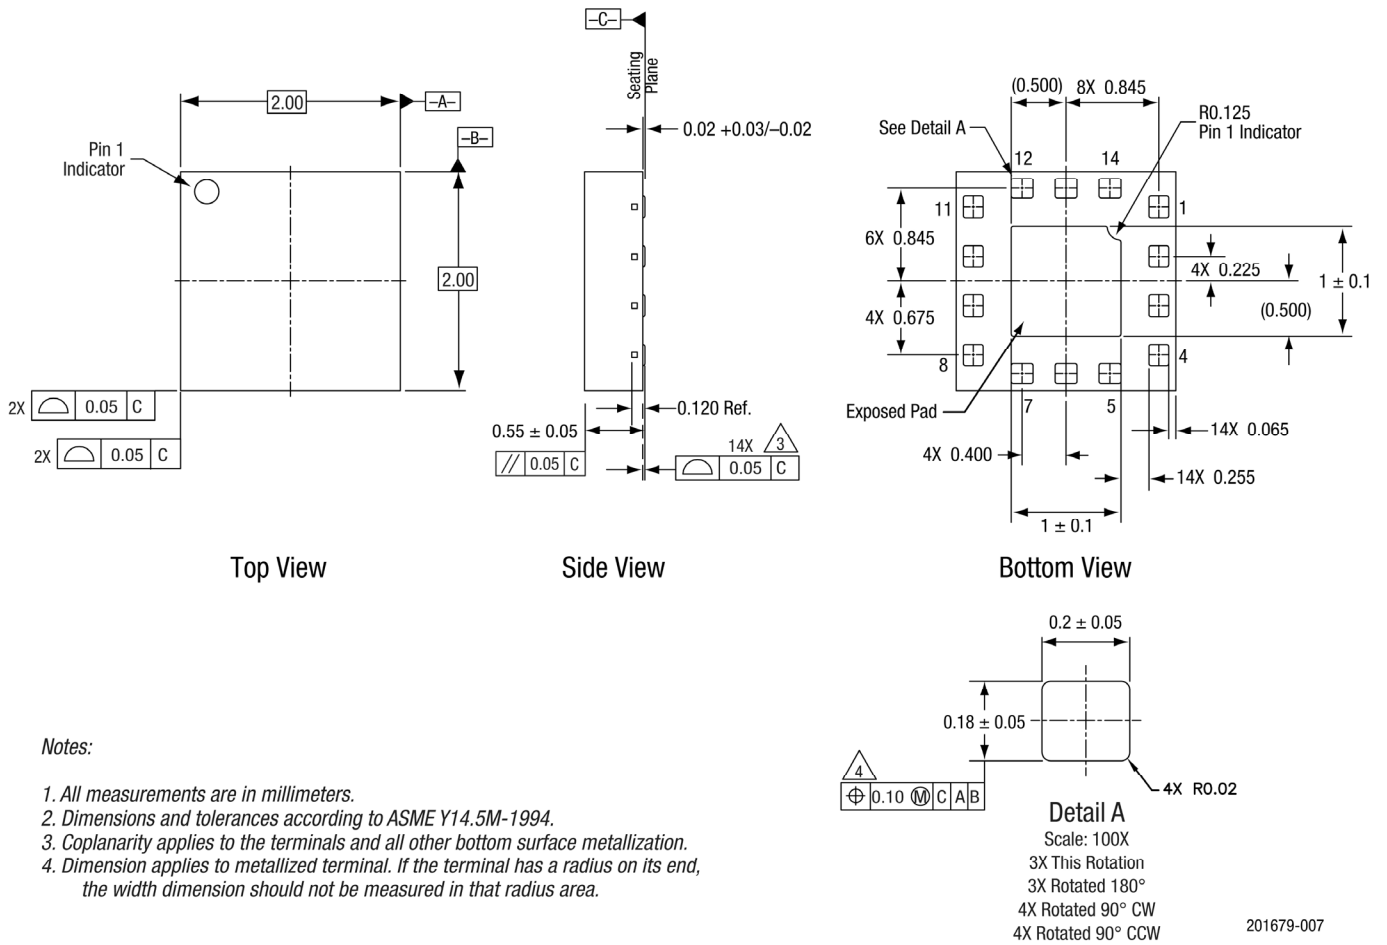 –C–
Seating
Plane
2.00
–A–
–B–
Pin 1
Indicator
2.00
2X 0.05 C
2X 0.05 C
0.02 +0.03/–0.02
0.120 Ref.
0.55 ± 0.05
// 0.05 C
14X 3
0.05 C
(0.500)
8X 0.845
See Detail A
R0.125
Pin 1 Indicator
12
14
11
1
6X 0.845
4X 0.225
1 ± 0.1
(0.500)
4X 0.675
8
4
7
5
Exposed Pad
14X 0.065
4X 0.400
14X 0.255
1 ± 0.1
Top View
Side View
Bottom View
0.2 ± 0.05
0.18 ± 0.05
4
⌖ 0.10 Ⓜ C A B
4X R0.02
Detail A
Scale: 100X
3X This Rotation
3X Rotated 180°
4X Rotated 90° CW
4X Rotated 90° CCW
Notes:
1. All measurements are in millimeters.
2. Dimensions and tolerances according to ASME Y14.5M-1994.
3. Coplanarity applies to the terminals and all other bottom surface metallization.
4. Dimension applies to metallized terminal. If the terminal has a radius on its end,
the width dimension should not be measured in that radius area.
201679-007